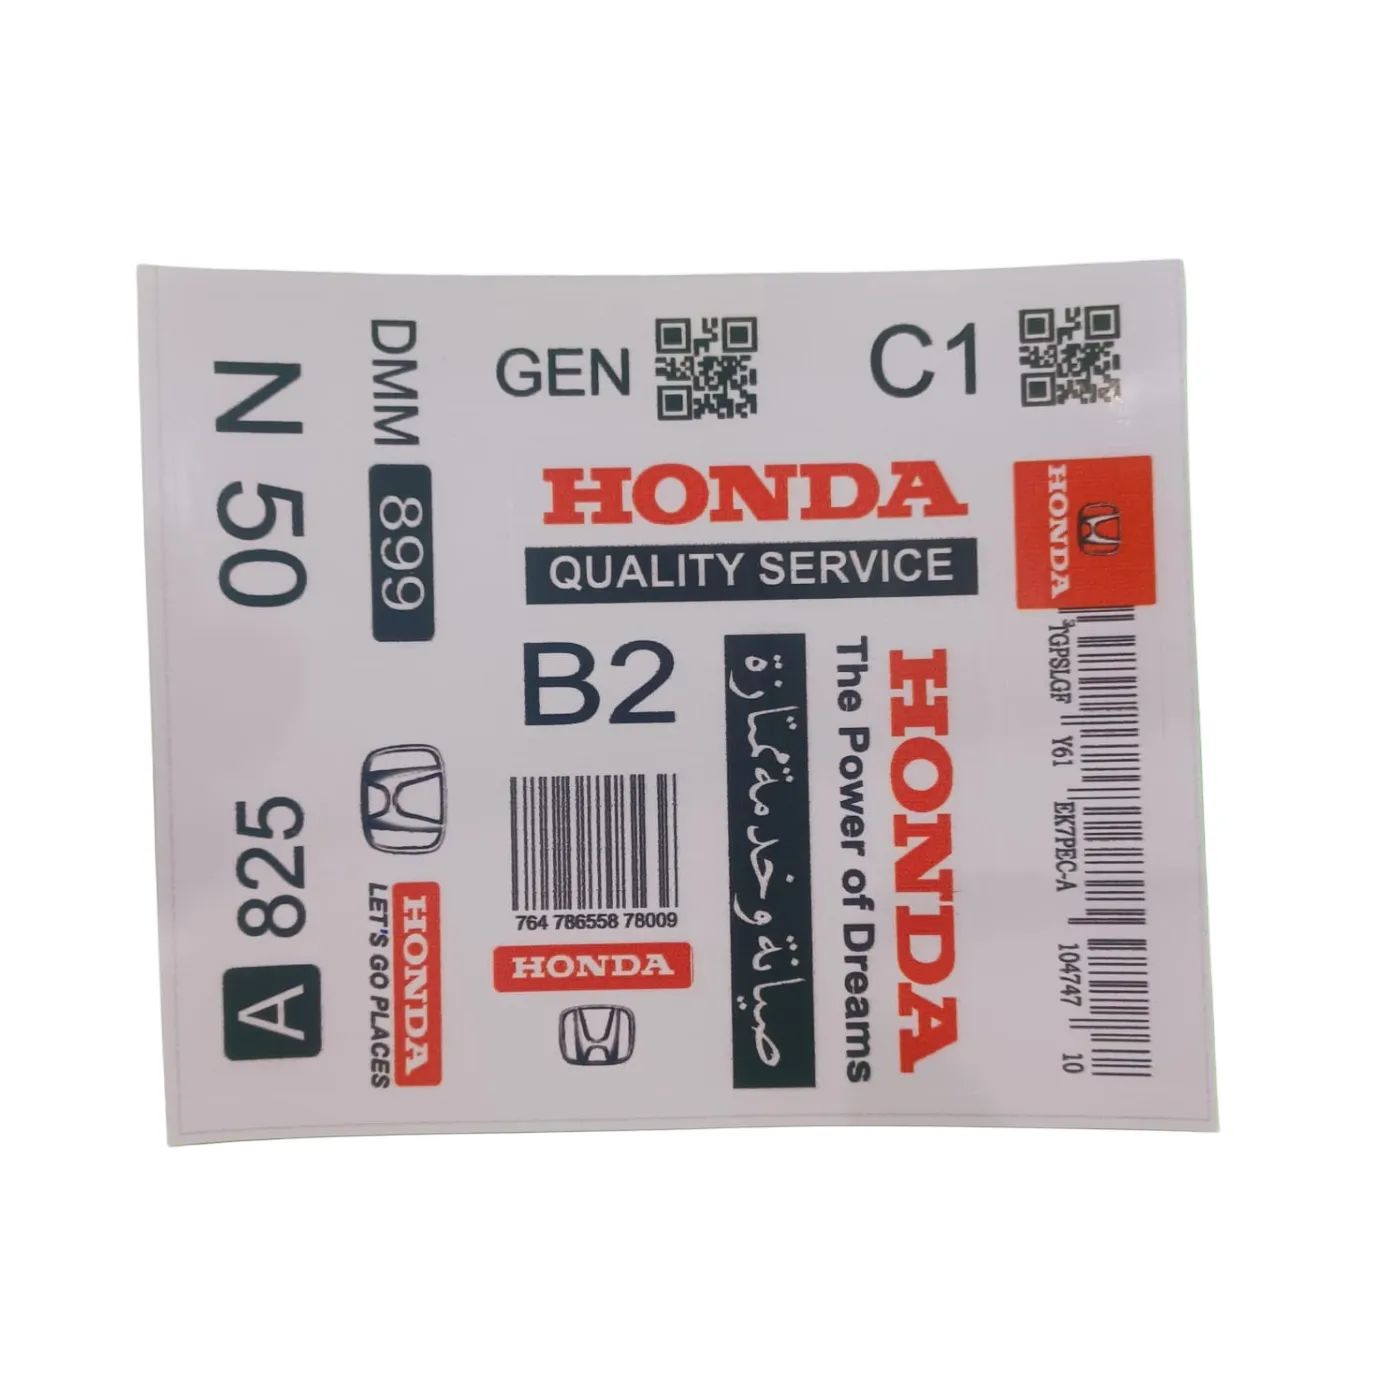 N 50
A 825
DMM 899
HONDA
LET'S GO PLACES
GEN
C1
HONDA
QUALITY SERVICE
B2
764 786558 78009
HONDA
صيانة وخدمة ممتازة
The Power of Dreams
HONDA
HONDA
TGPSLGF Y61 EK7PEC-A 104747 10